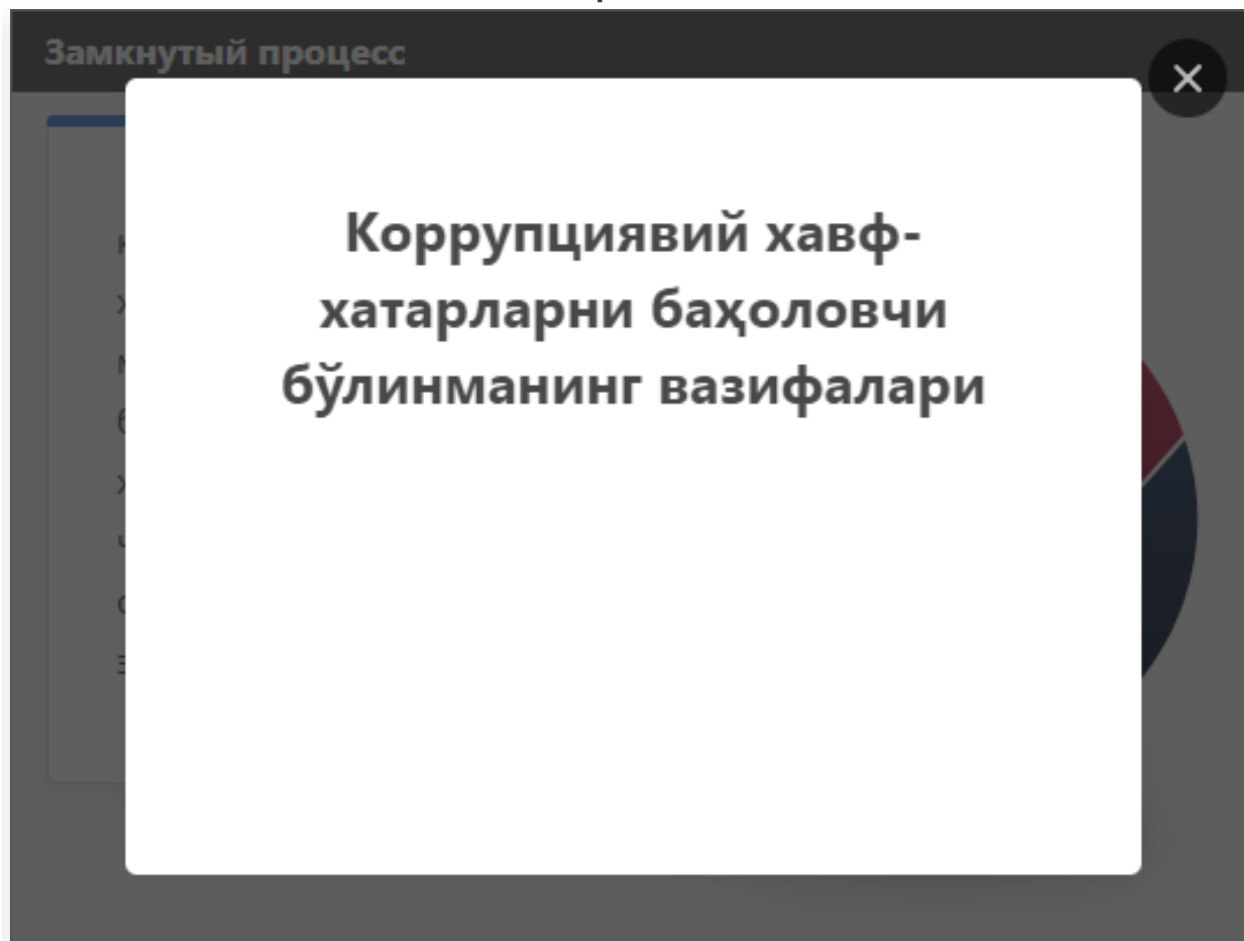 Замкнутый процесс
Коррупциявий хавф-
хатарларни баҳоловчи
бўлинманинг вазифалари